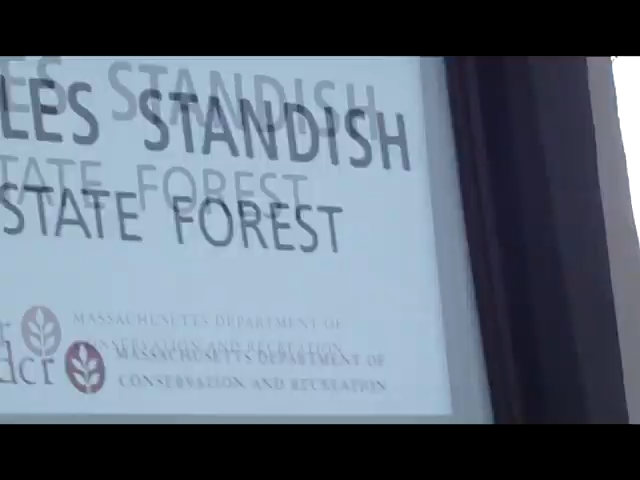 LES STANDISH
STATE FOREST
dcr MASSACHUSETTS DEPARTMENT OF
CONSERVATION AND RECREATION